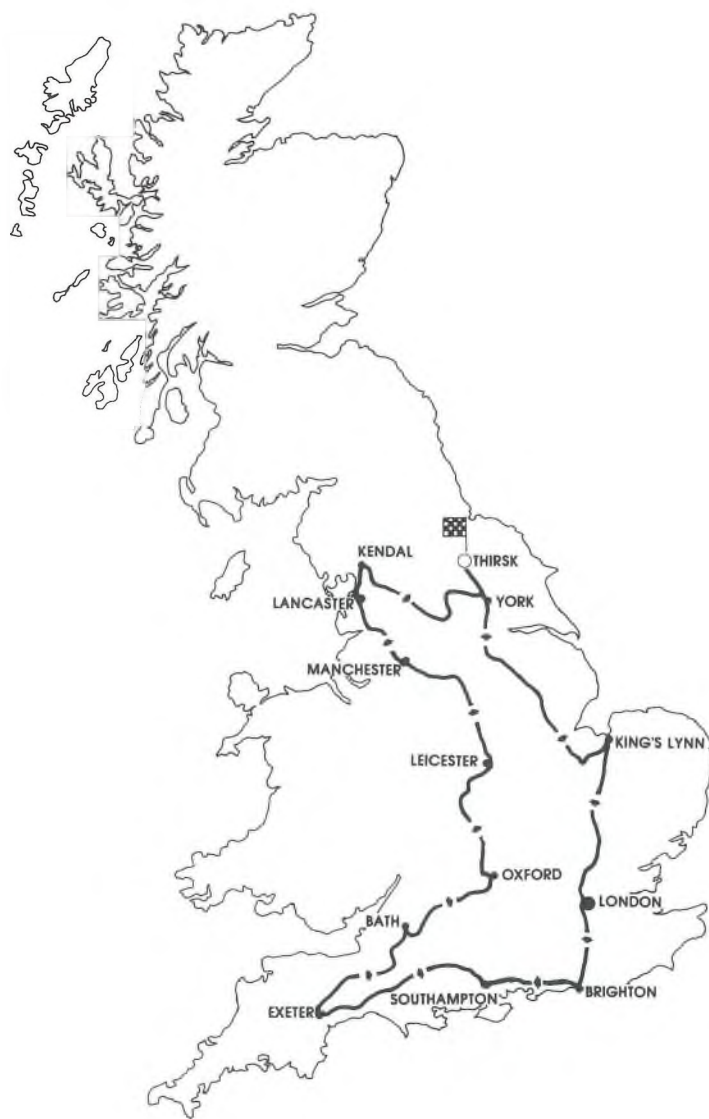 KENDAL
THIRSK
LANCASTER
YORK
MANCHESTER
KING'S LYNN
LEICESTER
OXFORD
LONDON
BATH
SOUTHAMPTON
BRIGHTON
EXETER